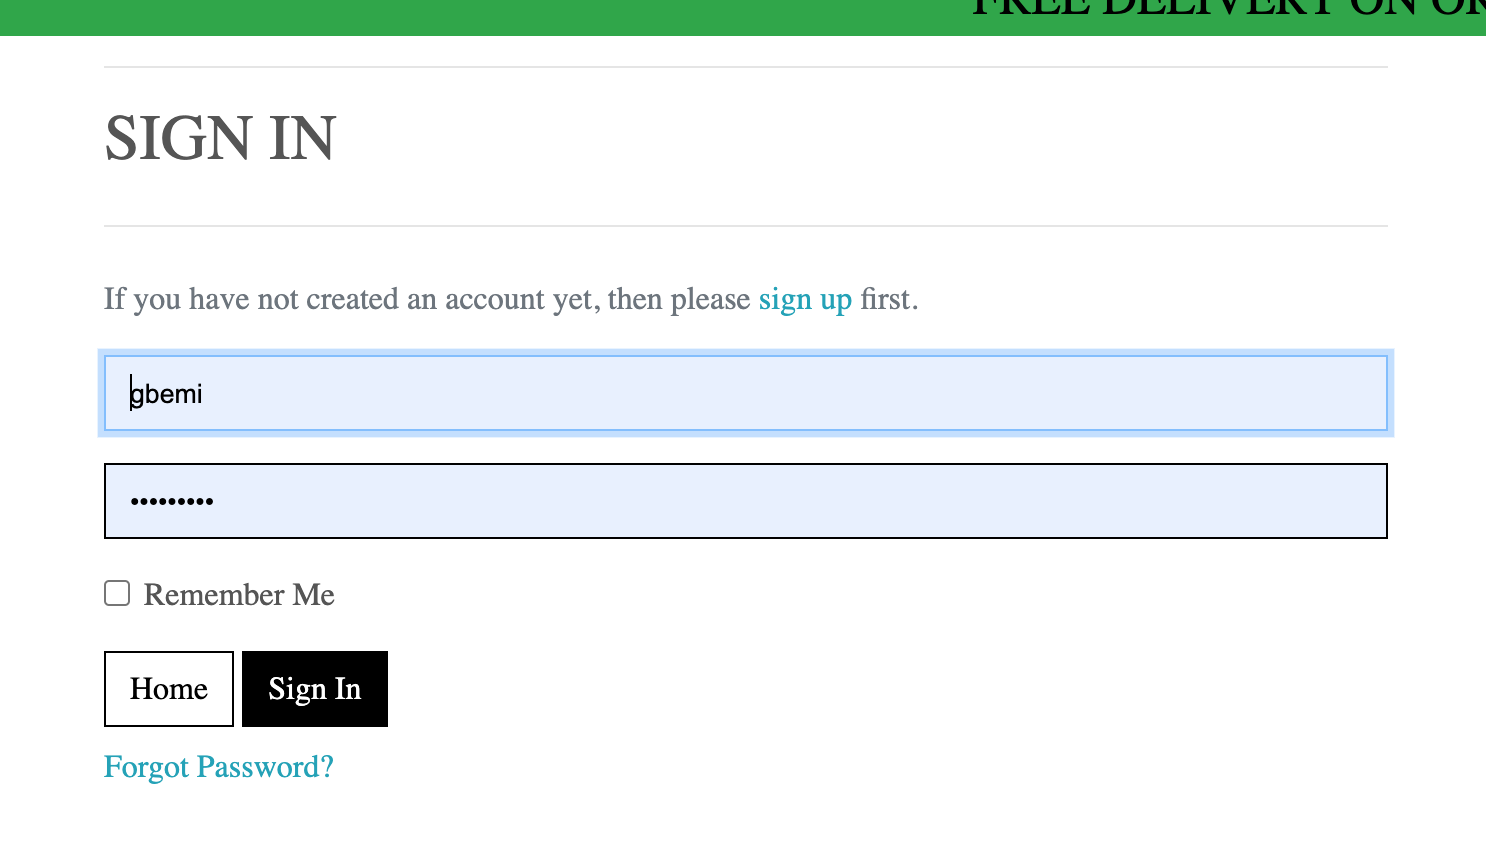 FREE DELIVERY ON
SIGN IN
If you have not created an account yet, then please sign up first.
gbemi
•••••••••
Remember Me
Home Sign In
Forgot Password?